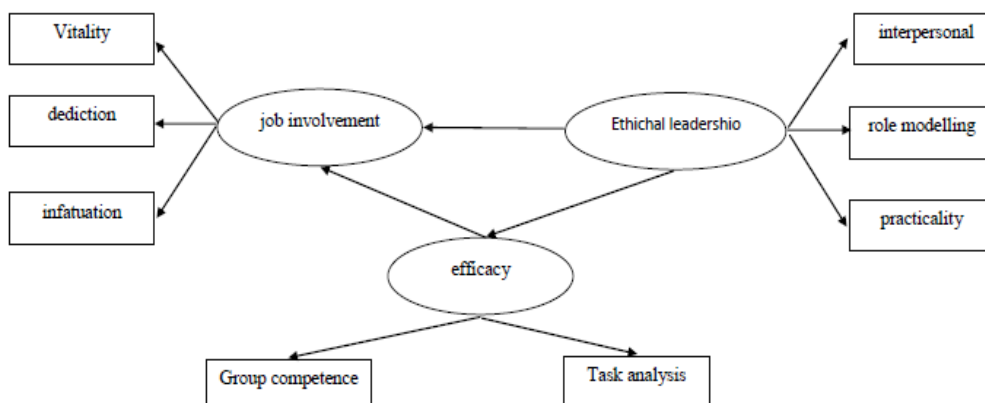 Vitality
interpersonal
dediction
job involvement
Ethichal leadershio
role modelling
infatuation
practicality
efficacy
Group competence
Task analysis